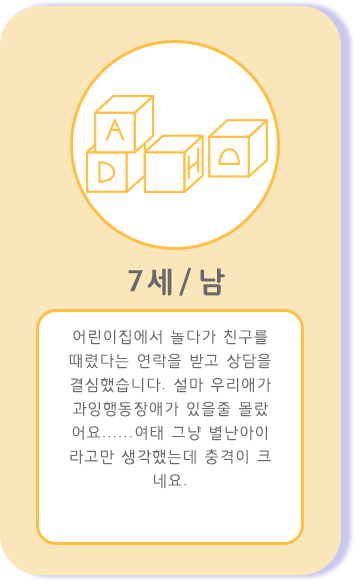 A
D
H
D
7세/남
어린이집에서 놀다가 친구를
때렸다는 연락을 받고 상담을
결심했습니다. 설마 우리애가
과잉행동장애가 있을줄 몰랐
어요......여태 그냥 별난아이
라고만 생각했는데 충격이 크
네요.